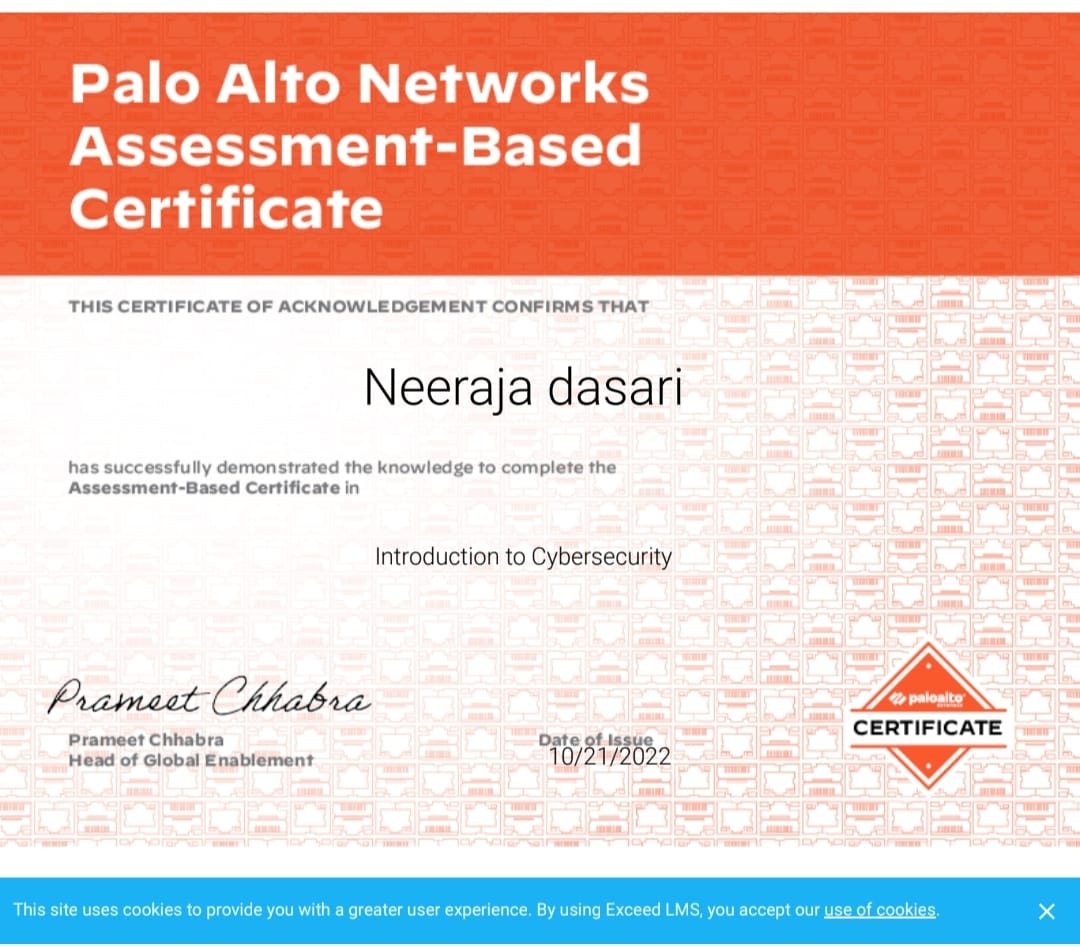 Palo Alto Networks
Assessment-Based
Certificate
THIS CERTIFICATE OF ACKNOWLEDGEMENT CONFIRMS THAT
Neeraja dasari
has successfully demonstrated the knowledge to complete the
Assessment-Based Certificate in
Introduction to Cybersecurity
Prameet Chhabra
Prameet Chhabra
Head of Global Enablement
Date of Issue
10/21/2022
paloalto
NETWORKS
CERTIFICATE
This site uses cookies to provide you with a greater user experience. By using Exceed LMS, you accept our use of cookies.